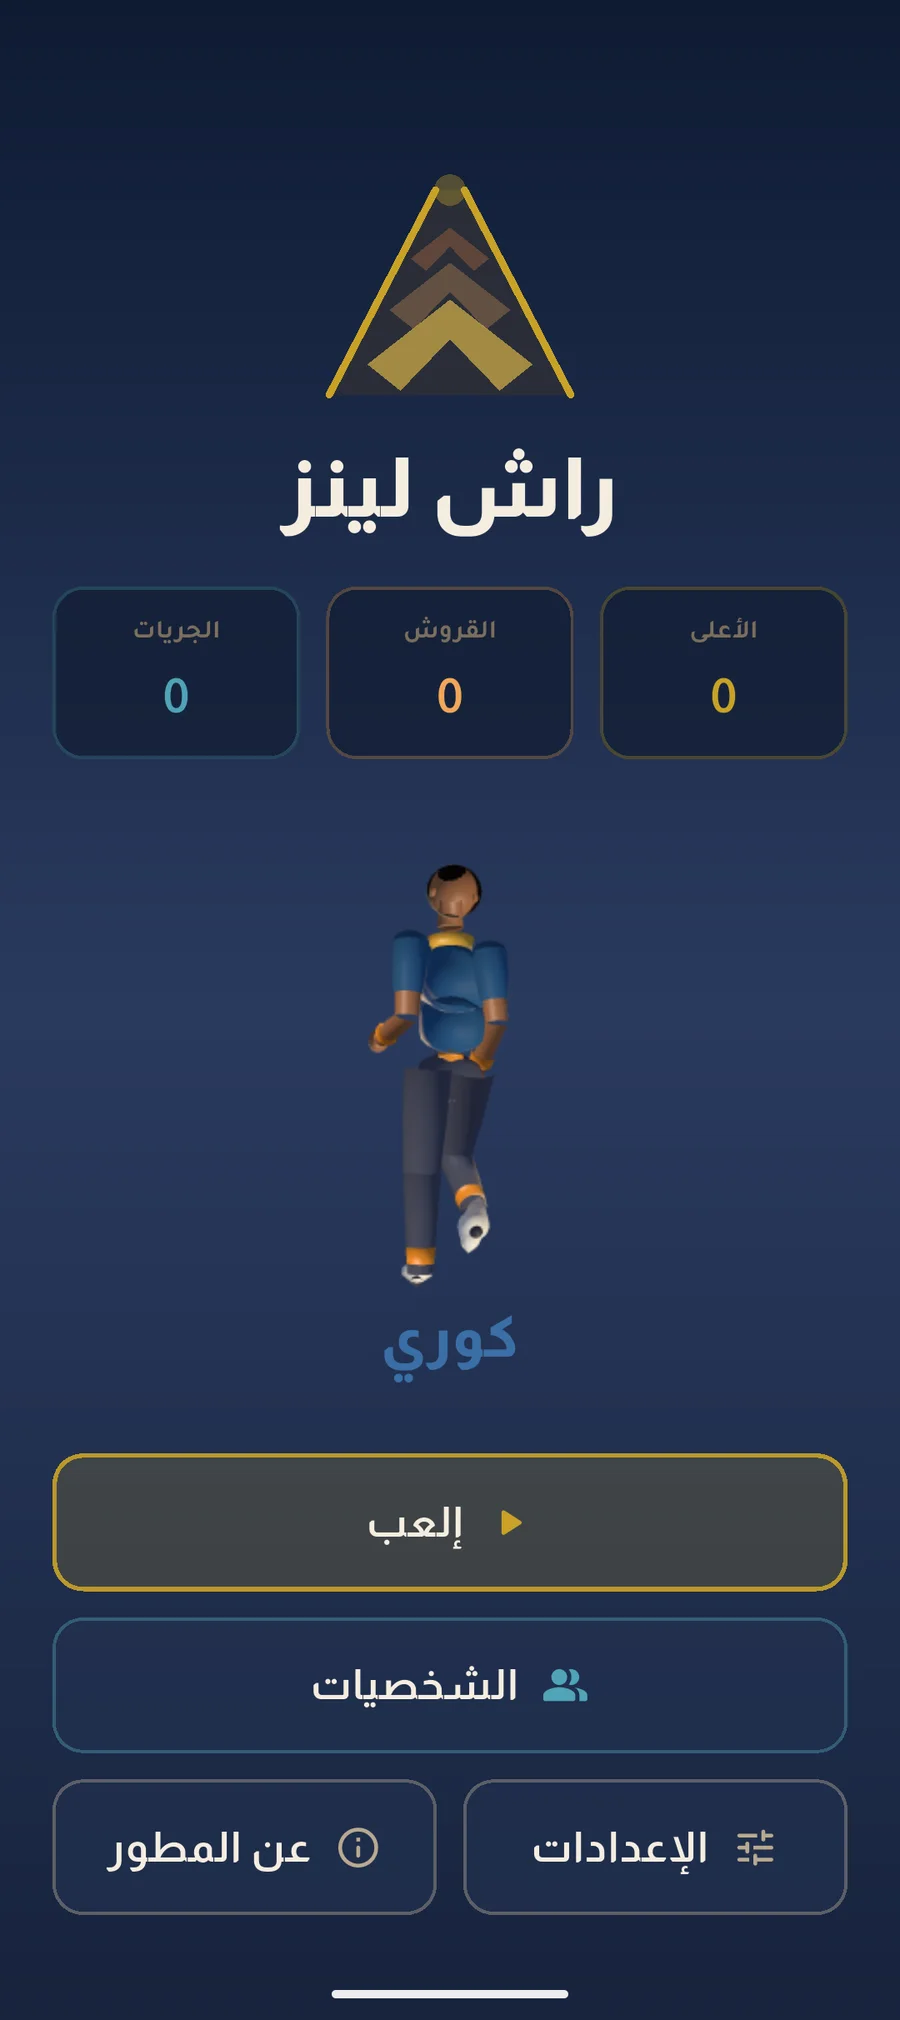 راش لينز
الأعلى
القروش
الجريات
0
0
0
كوري
إلعب
الشخصيات
الإعدادات
عن المطور